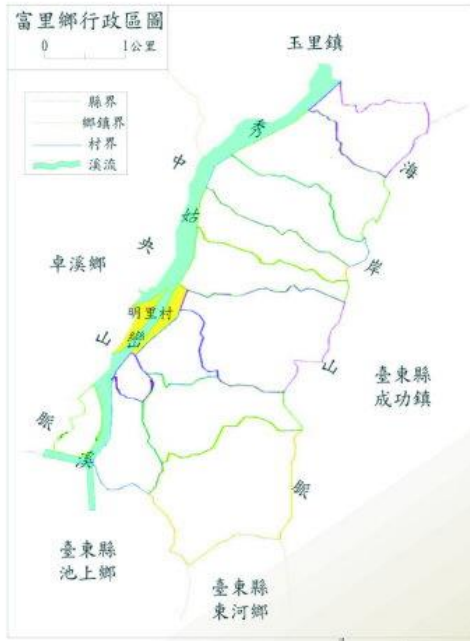 富里鄉行政區圖
0 1公里
縣界
鄉鎮界
村界
溪流
玉里鎮
秀姑巒溪
中央山脈
海岸山脈
卓溪鄉
明里村
臺東縣
成功鎮
臺東縣
池上鄉
臺東縣
東河鄉